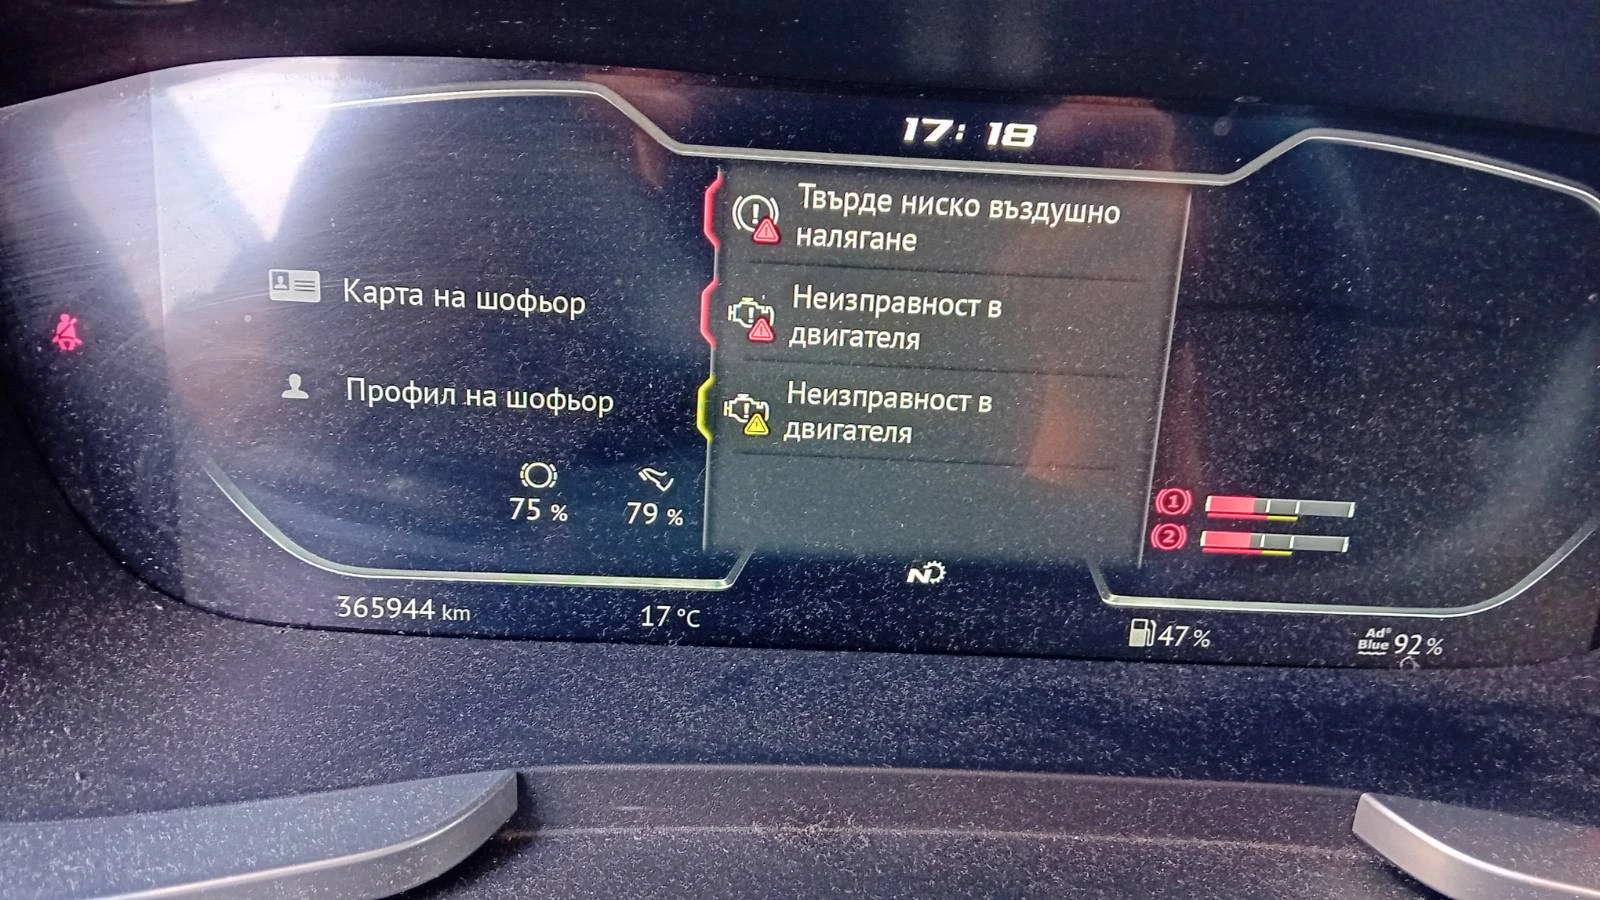 17:18
Твърде ниско въздушно
налягане
Карта на шофьор
Неизправност в
двигателя
Профил на шофьор
Неизправност в
двигателя
75 %
79 %
1
2
N
365944 km
17 °C
47 %
Ad
Blue
92 %